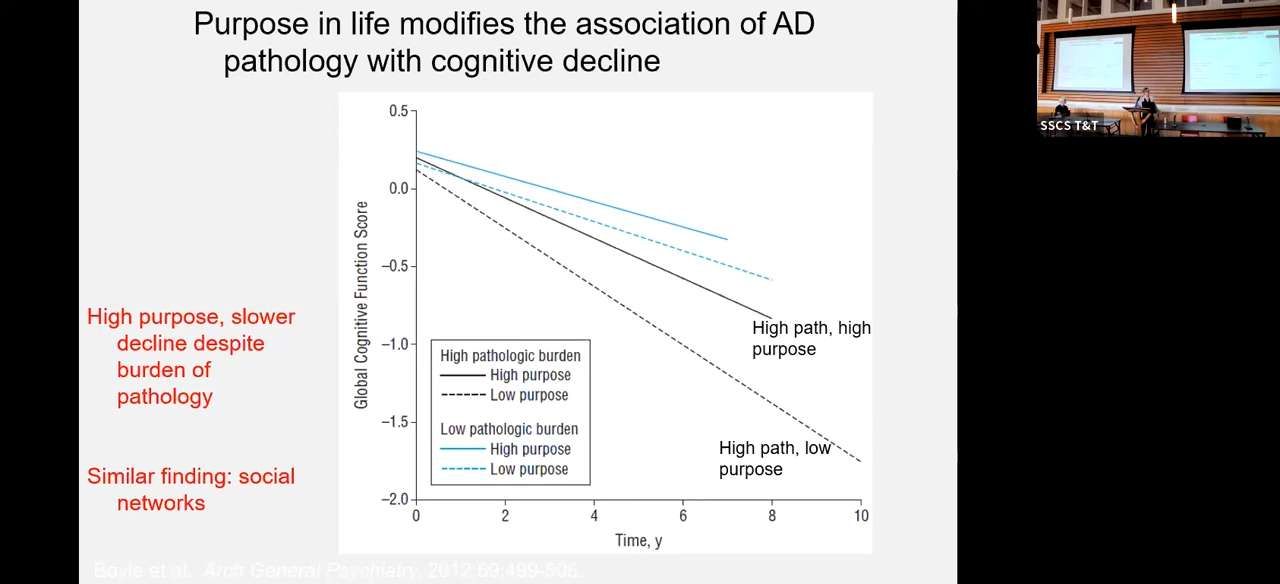 Purpose in life modifies the association of AD
pathology with cognitive decline
SSCS T&T
0.5
0.0
–0.5
–1.0
–1.5
–2.0
Global Cognitive Function Score
High purpose, slower
decline despite
burden of
pathology
Similar finding: social
networks
High path, high
purpose
High path, low
purpose
High pathologic burden
High purpose
Low purpose
Low pathologic burden
High purpose
Low purpose
0 2 4 6 8 10
Time, y
Boyle et al. Arch General Psychiatry, 2012;69:499-506.